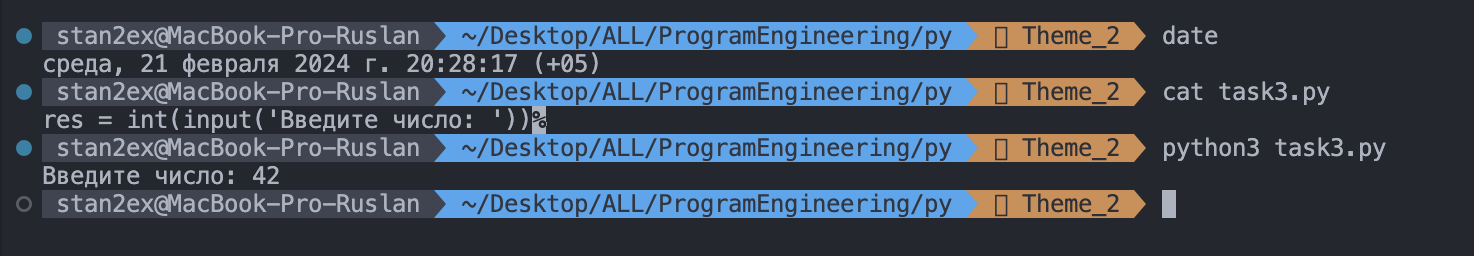 stan2ex@MacBook-Pro-Ruslan ~/Desktop/ALL/ProgramEngineering/py Theme_2 date
среда, 21 февраля 2024 г. 20:28:17 (+05)
stan2ex@MacBook-Pro-Ruslan ~/Desktop/ALL/ProgramEngineering/py Theme_2 cat task3.py
res = int(input('Введите число: '))%
stan2ex@MacBook-Pro-Ruslan ~/Desktop/ALL/ProgramEngineering/py Theme_2 python3 task3.py
Введите число: 42
stan2ex@MacBook-Pro-Ruslan ~/Desktop/ALL/ProgramEngineering/py Theme_2